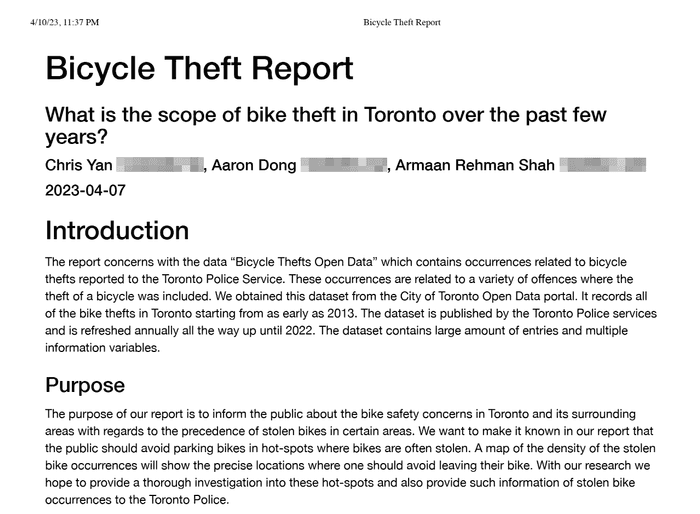 4/10/23, 11:37 PM Bicycle Theft Report
Bicycle Theft Report
What is the scope of bike theft in Toronto over the past few
years?
Chris Yan , Aaron Dong , Armaan Rehman Shah
2023-04-07
Introduction
The report concerns with the data “Bicycle Thefts Open Data” which contains occurrences related to bicycle
thefts reported to the Toronto Police Service. These occurrences are related to a variety of offences where the
theft of a bicycle was included. We obtained this dataset from the City of Toronto Open Data portal. It records all
of the bike thefts in Toronto starting from as early as 2013. The dataset is published by the Toronto Police services
and is refreshed annually all the way up until 2022. The dataset contains large amount of entries and multiple
information variables.
Purpose
The purpose of our report is to inform the public about the bike safety concerns in Toronto and its surrounding
areas with regards to the precedence of stolen bikes in certain areas. We want to make it known in our report that
the public should avoid parking bikes in hot-spots where bikes are often stolen. A map of the density of the stolen
bike occurrences will show the precise locations where one should avoid leaving their bike. With our research we
hope to provide a thorough investigation into these hot-spots and also provide such information of stolen bike
occurrences to the Toronto Police.